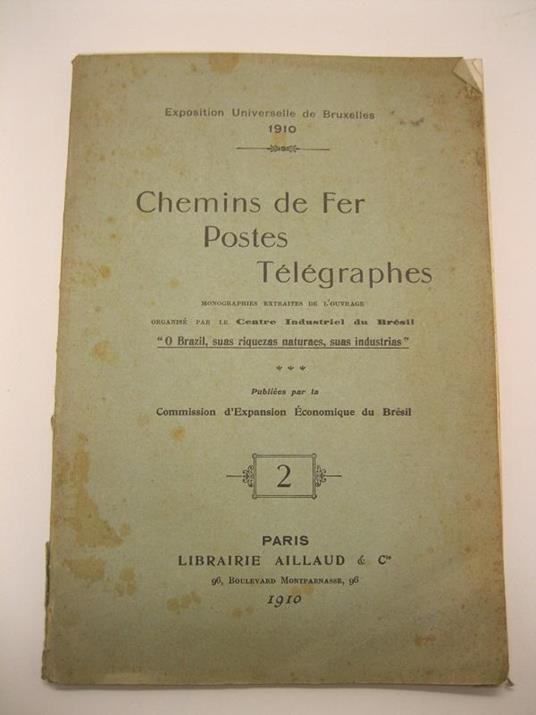 Exposition Universelle de Bruxelles
1910
Chemins de Fer
Postes
Télégraphes
MONOGRAPHIES EXTRAITES DE L'OUVRAGE
ORGANISÉ PAR LE Centre Industriel du Brésil
"O Brazil, suas riquezas naturaes, suas industrias"
Publiées par la
Commission d'Expansion Économique du Brésil
2
PARIS
LIBRAIRIE AILLAUD & Cie
96, BOULEVARD MONTPARNASSE, 96
1910